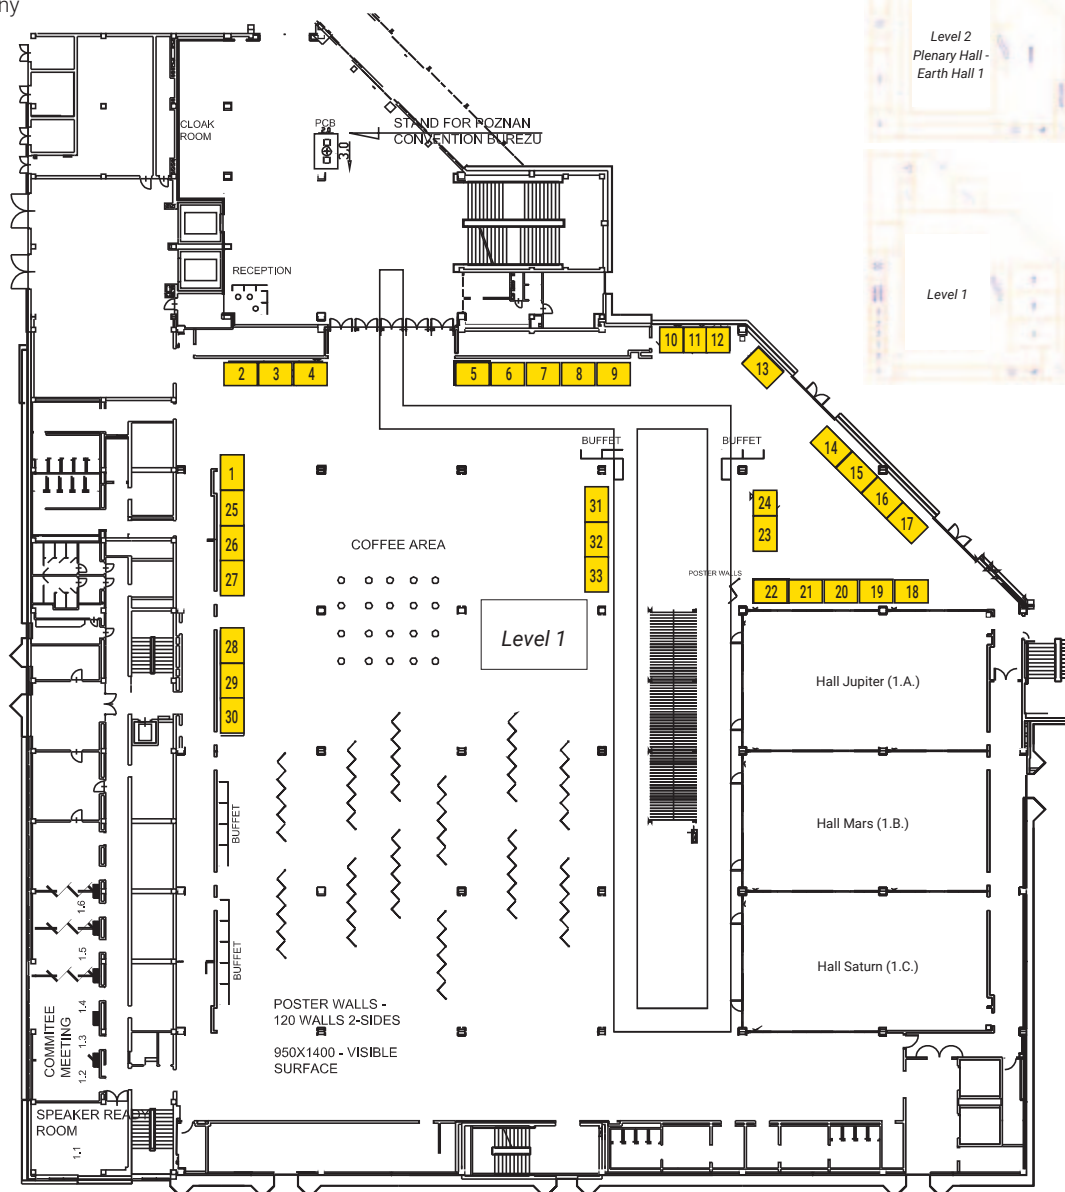 ny
Level 2
Plenary Hall -
Earth Hall 1
Level 1
CLOAK
ROOM
PCB
3.0
STAND FOR POZNAN
CONVENTION BUREZU
RECEPTION
10 11 12
13
2 3 4
5 6 7 8 9
BUFFET
BUFFET
14
15
16
17
1
25
26
27
31
32
33
24
23
COFFEE AREA
POSTER WALLS
22 21 20 19 18
Level 1
28
29
30
Hall Jupiter (1.A.)
Hall Mars (1.B.)
Hall Saturn (1.C.)
BUFFET
BUFFET
1.6
1.5
1.4
1.3
1.2
COMMITEE
MEETING
POSTER WALLS -
120 WALLS 2-SIDES
950X1400 - VISIBLE
SURFACE
SPEAKER READY
ROOM
1.1